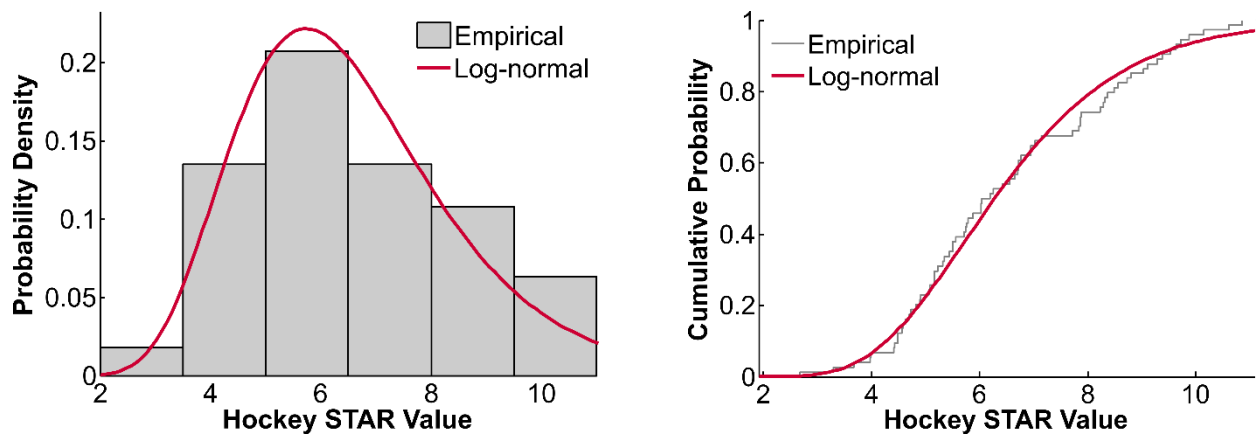 Probability Density
0.2
0.15
0.1
0.05
0
2
4
6
8
10
Hockey STAR Value
Empirical
Log-normal
Cumulative Probability
1
0.8
0.6
0.4
0.2
0
2
4
6
8
10
Hockey STAR Value
Empirical
Log-normal